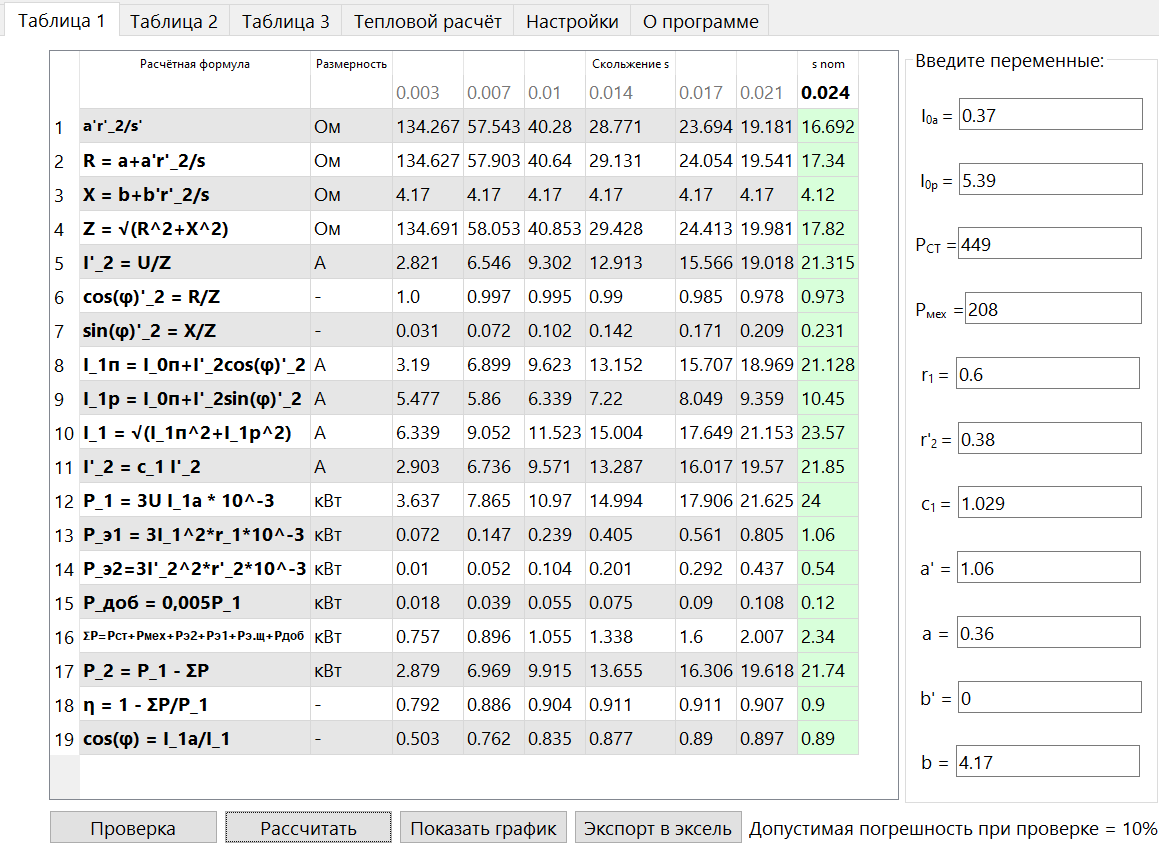 Таблица 1 Таблица 2 Таблица 3 Тепловой расчёт Настройки О программе
Расчётная формула Размерность Скольжение s s nom
0.003 0.007 0.01 0.014 0.017 0.021 0.024
1 a'r'_2/s' Ом 134.267 57.543 40.28 28.771 23.694 19.181 16.692
2 R = a+a'r'_2/s Ом 134.627 57.903 40.64 29.131 24.054 19.541 17.34
3 X = b+b'r'_2/s Ом 4.17 4.17 4.17 4.17 4.17 4.17 4.12
4 Z = √(R^2+X^2) Ом 134.691 58.053 40.853 29.428 24.413 19.981 17.82
5 I'_2 = U/Z А 2.821 6.546 9.302 12.913 15.566 19.018 21.315
6 cos(φ)'_2 = R/Z - 1.0 0.997 0.995 0.99 0.985 0.978 0.973
7 sin(φ)'_2 = X/Z - 0.031 0.072 0.102 0.142 0.171 0.209 0.231
8 I_1п = I_0п+I'_2cos(φ)'_2 А 3.19 6.899 9.623 13.152 15.707 18.969 21.128
9 I_1р = I_0п+I'_2sin(φ)'_2 А 5.477 5.86 6.339 7.22 8.049 9.359 10.45
10 I_1 = √(I_1п^2+I_1р^2) А 6.339 9.052 11.523 15.004 17.649 21.153 23.57
11 I'_2 = c_1 I'_2 А 2.903 6.736 9.571 13.287 16.017 19.57 21.85
12 P_1 = 3U I_1a * 10^-3 кВт 3.637 7.865 10.97 14.994 17.906 21.625 24
13 P_э1 = 3I_1^2*r_1*10^-3 кВт 0.072 0.147 0.239 0.405 0.561 0.805 1.06
14 P_э2=3I'_2^2*r'_2*10^-3 кВт 0.01 0.052 0.104 0.201 0.292 0.437 0.54
15 P_доб = 0,005P_1 кВт 0.018 0.039 0.055 0.075 0.09 0.108 0.12
16 ΣP=Pст+Pмех+Pэ2+Pэ1+Pэ.щ+Pдоб кВт 0.757 0.896 1.055 1.338 1.6 2.007 2.34
17 P_2 = P_1 - ΣP кВт 2.879 6.969 9.915 13.655 16.306 19.618 21.74
18 η = 1 - ΣP/P_1 - 0.792 0.886 0.904 0.911 0.911 0.907 0.9
19 cos(φ) = I_1a/I_1 - 0.503 0.762 0.835 0.877 0.89 0.897 0.89
Введите переменные:
I0a = 0.37
I0p = 5.39
PСТ = 449
Pмех = 208
r1 = 0.6
r'2 = 0.38
c1 = 1.029
a' = 1.06
a = 0.36
b' = 0
b = 4.17
Проверка Рассчитать Показать график Экспорт в эксель Допустимая погрешность при проверке = 10%